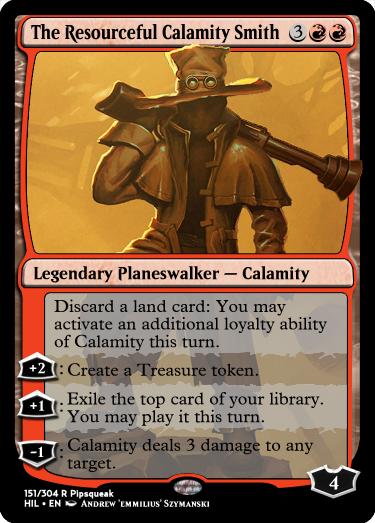 The Resourceful Calamity Smith 3
Legendary Planeswalker — Calamity
Discard a land card: You may
activate an additional loyalty ability
of Calamity this turn.
+2: Create a Treasure token.
+1: Exile the top card of your library.
You may play it this turn.
-1: Calamity deals 3 damage to any
target.
4
151/304 R Pipsqueak
HIL • EN Andrew 'Emmilius' Szymanski